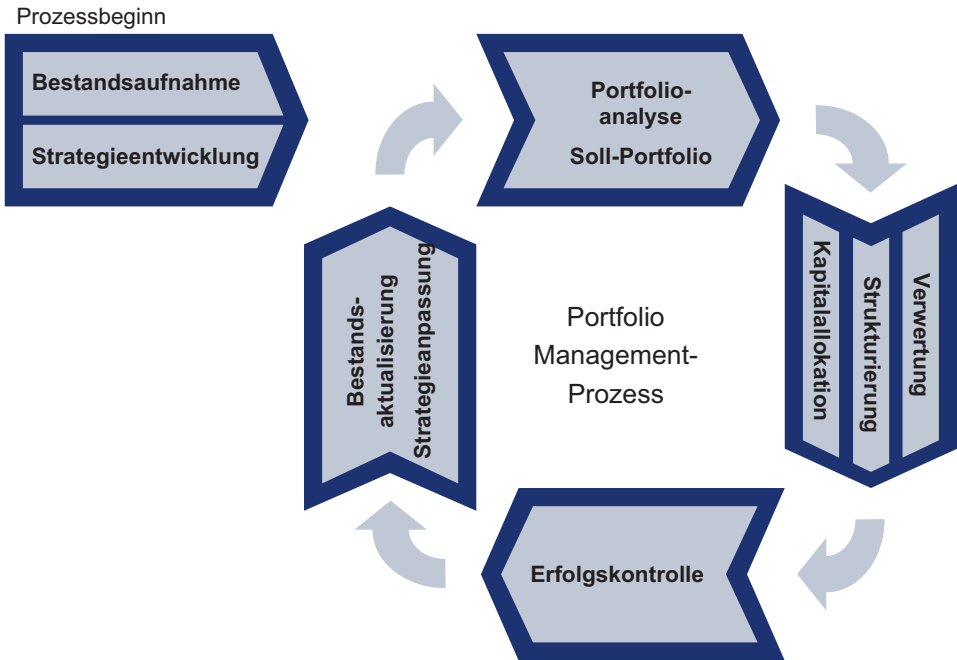 Prozessbeginn
Bestandsaufnahme
Strategieentwicklung
Portfolio-
analyse
Soll-Portfolio
Kapitalallokation
Strukturierung
Verwertung
Erfolgskontrolle
Bestands-
aktualisierung
Strategieanpassung
Portfolio
Management-
Prozess